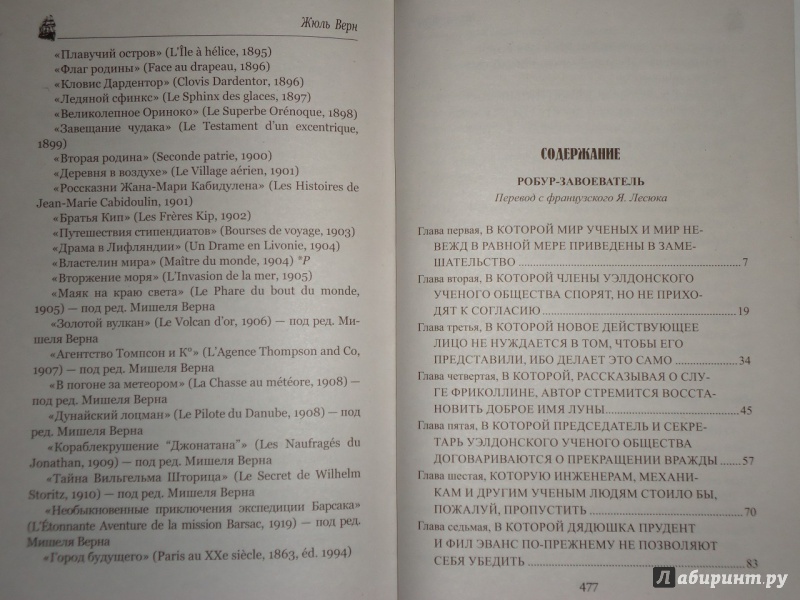 Жюль Верн
«Плавучий остров» (L'Île à hélice, 1895)
«Флаг родины» (Face au drapeau, 1896)
«Кловис Дардентор» (Clovis Dardentor, 1896)
«Ледяной сфинкс» (Le Sphinx des glaces, 1897)
«Великолепное Ориноко» (Le Superbe Orénoque, 1898)
«Завещание чудака» (Le Testament d'un excentrique,
1899)
«Вторая родина» (Seconde patrie, 1900)
«Деревня в воздухе» (Le Village aérien, 1901)
«Россказни Жана-Мари Кабидулена» (Les Histoires de
Jean-Marie Cabidoulin, 1901)
«Братья Кип» (Les Frères Kip, 1902)
«Путешествия стипендиатов» (Bourses de voyage, 1903)
«Драма в Лифляндии» (Un Drame en Livonie, 1904)
«Властелин мира» (Maître du monde, 1904) *P
«Вторжение моря» (L'Invasion de la mer, 1905)
«Маяк на краю света» (Le Phare du bout du monde,
1905) — под ред. Мишеля Верна
«Золотой вулкан» (Le Volcan d'or, 1906) — под ред. Ми-
шеля Верна
«Агентство Томпсон и К°» (L'Agence Thompson and Co,
1907) — под ред. Мишеля Верна
«В погоне за метеором» (La Chasse au météore, 1908) —
под ред. Мишеля Верна
«Дунайский лоцман» (Le Pilote du Danube, 1908) — под
ред. Мишеля Верна
«Кораблекрушение "Джонатана"» (Les Naufragés du
Jonathan, 1909) — под ред. Мишеля Верна
«Тайна Вильгельма Шторица» (Le Secret de Wilhelm
Storitz, 1910) — под ред. Мишеля Верна
«Необыкновенные приключения экспедиции Барсака»
(L'Étonnante Aventure de la mission Barsac, 1919) — под ред.
Мишеля Верна
«Город будущего» (Paris au XXe siècle, 1863, éd. 1994)
СОДЕРЖАНИЕ
РОБУР-ЗАВОЕВАТЕЛЬ
Перевод с французского Я. Лесюка
Глава первая, В КОТОРОЙ МИР УЧЕНЫХ И МИР НЕ-
ВЕЖД В РАВНОЙ МЕРЕ ПРИВЕДЕНЫ В ЗАМЕ-
ШАТЕЛЬСТВО 7
Глава вторая, В КОТОРОЙ ЧЛЕНЫ УЭЛДОНСКОГО
УЧЕНОГО ОБЩЕСТВА СПОРЯТ, НО НЕ ПРИХО-
ДЯТ К СОГЛАСИЮ 19
Глава третья, В КОТОРОЙ НОВОЕ ДЕЙСТВУЮЩЕЕ
ЛИЦО НЕ НУЖДАЕТСЯ В ТОМ, ЧТОБЫ ЕГО
ПРЕДСТАВИЛИ, ИБО ДЕЛАЕТ ЭТО САМО 34
Глава четвертая, В КОТОРОЙ, РАССКАЗЫВАЯ О СЛУ-
ГЕ ФРИКОЛЛИНЕ, АВТОР СТРЕМИТСЯ ВОССТА-
НОВИТЬ ДОБРОЕ ИМЯ ЛУНЫ 45
Глава пятая, В КОТОРОЙ ПРЕДСЕДАТЕЛЬ И СЕКРЕ-
ТАРЬ УЭЛДОНСКОГО УЧЕНОГО ОБЩЕСТВА
ДОГОВАРИВАЮТСЯ О ПРЕКРАЩЕНИИ ВРАЖДЫ 57
Глава шестая, КОТОРУЮ ИНЖЕНЕРАМ, МЕХАНИ-
КАМ И ДРУГИМ УЧЕНЫМ ЛЮДЯМ СТОИЛО БЫ,
ПОЖАЛУЙ, ПРОПУСТИТЬ 70
Глава седьмая, В КОТОРОЙ ДЯДЮШКА ПРУДЕНТ
И ФИЛ ЭВАНС ПО-ПРЕЖНЕМУ НЕ ПОЗВОЛЯЮТ
СЕБЯ УБЕДИТЬ 83
477
Лабиринт.ру